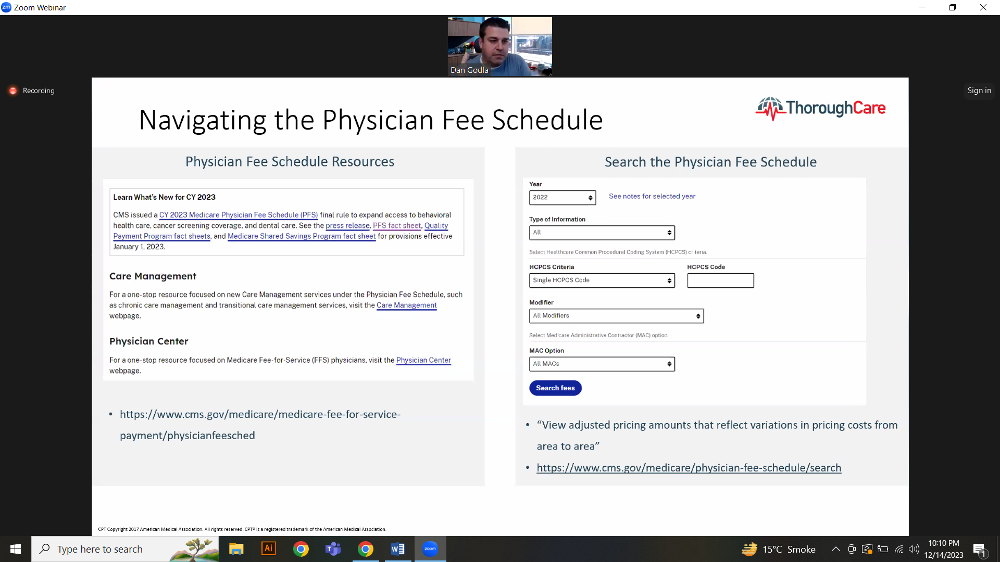 Zoom Webinar
Dan Godla
Recording
Sign in
ThoroughCare
Navigating the Physician Fee Schedule
Physician Fee Schedule Resources
Learn What's New for CY 2023
CMS issued a CY 2023 Medicare Physician Fee Schedule (PFS) final rule to expand access to behavioral
health care, cancer screening coverage, and dental care. See the press release, PFS fact sheet, Quality
Payment Program fact sheets, and Medicare Shared Savings Program fact sheet for provisions effective
January 1, 2023.
Care Management
For a one-stop resource focused on new Care Management services under the Physician Fee Schedule, such
as chronic care management and transitional care management services, visit the Care Management
webpage.
Physician Center
For a one-stop resource focused on Medicare Fee-for-Service (FFS) physicians, visit the Physician Center
webpage.
• https://www.cms.gov/medicare/medicare-fee-for-service-
payment/physicianfeesched
Search the Physician Fee Schedule
Year
2022 See notes for selected year
Type of Information
All
Select Healthcare Common Procedural Coding System (HCPCS) criteria.
HCPCS Criteria HCPCS Code
Single HCPCS Code
Modifier
All Modifiers
Select Medicare Administrative Contractor (MAC) option.
MAC Option
All MACs
Search fees
• “View adjusted pricing amounts that reflect variations in pricing costs from
area to area”
• https://www.cms.gov/medicare/physician-fee-schedule/search
CPT Copyright 2017 American Medical Association. All rights reserved. CPT® is a registered trademark of the American Medical Association.
Type here to search
Ai
zoom
15°C Smoke
10:10 PM
12/14/2023
1